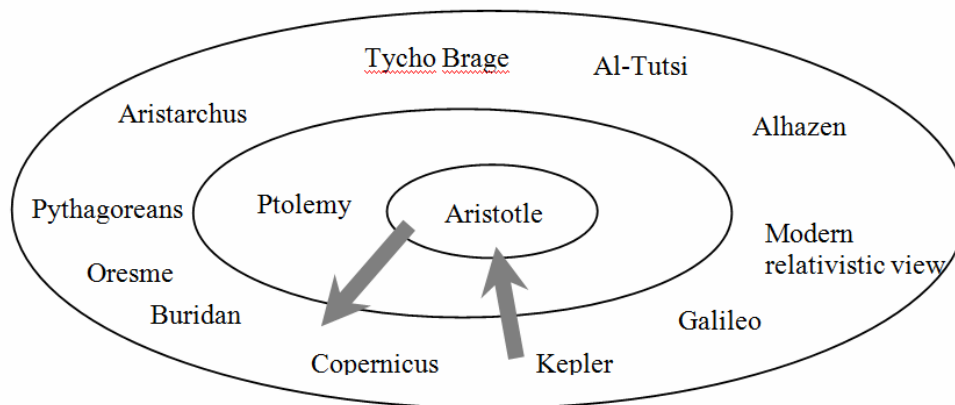 Tycho Brage
Al-Tutsi
Aristarchus
Alhazen
Pythagoreans
Ptolemy
Aristotle
Modern
relativistic view
Oresme
Buridan
Galileo
Copernicus
Kepler